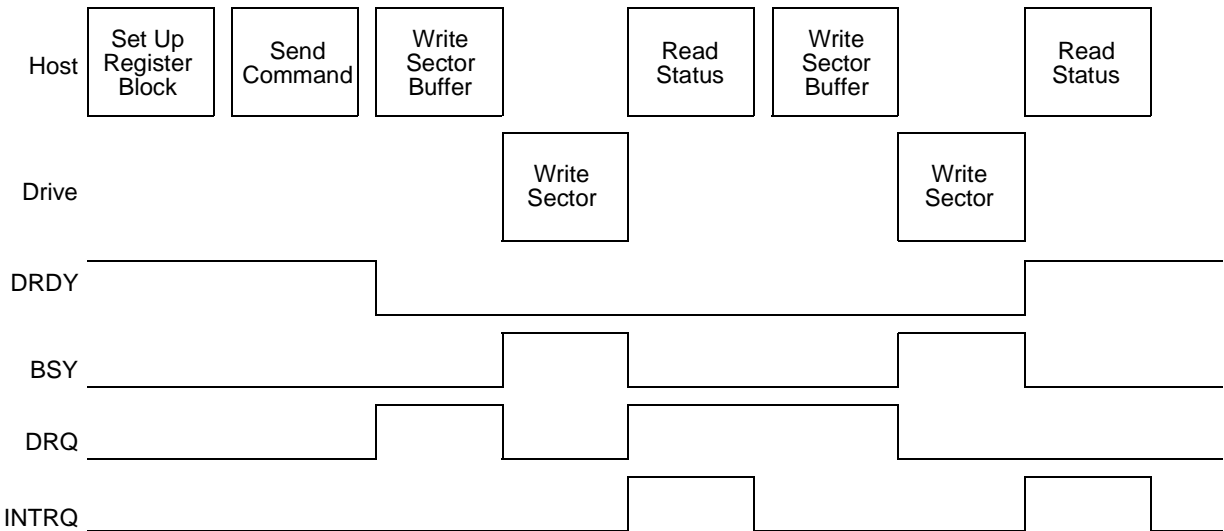 Host
Set Up
Register
Block
Send
Command
Write
Sector
Buffer
Read
Status
Write
Sector
Buffer
Read
Status
Drive
Write
Sector
Write
Sector
DRDY
BSY
DRQ
INTRQ